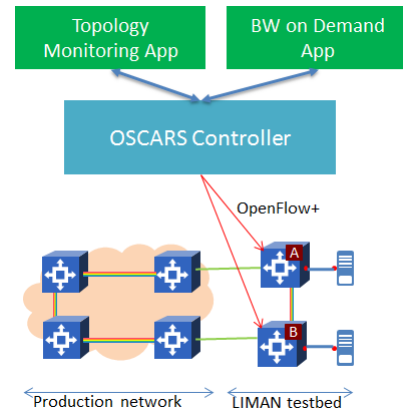 Topology
Monitoring App
BW on Demand
App
OSCARS Controller
OpenFlow+
A
B
Production network
LIMAN testbed